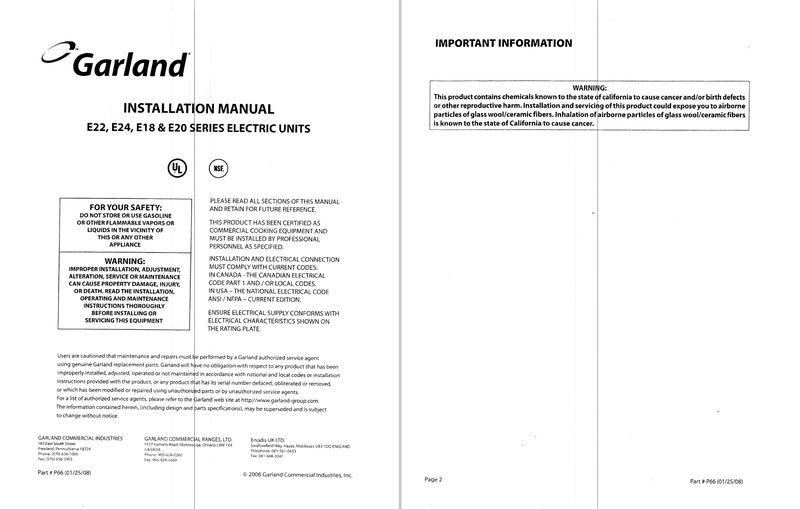 Garland
INSTALLATION MANUAL
E22, E24, E18 & E20 SERIES ELECTRIC UNITS
UL
NSF.
FOR YOUR SAFETY:
DO NOT STORE OR USE GASOLINE
OR OTHER FLAMMABLE VAPORS OR
LIQUIDS IN THE VICINITY OF
THIS OR ANY OTHER
APPLIANCE
WARNING:
IMPROPER INSTALLATION, ADJUSTMENT,
ALTERATION, SERVICE OR MAINTENANCE
CAN CAUSE PROPERTY DAMAGE, INJURY,
OR DEATH. READ THE INSTALLATION,
OPERATING AND MAINTENANCE
INSTRUCTIONS THOROUGHLY
BEFORE INSTALLING OR
SERVICING THIS EQUIPMENT
PLEASE READ ALL SECTIONS OF THIS MANUAL
AND RETAIN FOR FUTURE REFERENCE.
THIS PRODUCT HAS BEEN CERTIFIED AS
COMMERCIAL COOKING EQUIPMENT AND
MUST BE INSTALLED BY PROFESSIONAL
PERSONNEL AS SPECIFIED.
INSTALLATION AND ELECTRICAL CONNECTION
MUST COMPLY WITH CURRENT CODES:
IN CANADA - THE CANADIAN ELECTRICAL
CODE PART 1 AND / OR LOCAL CODES.
IN USA – THE NATIONAL ELECTRICAL CODE
ANSI / NFPA – CURRENT EDITION.
ENSURE ELECTRICAL SUPPLY CONFORMS WITH
ELECTRICAL CHARACTERISTICS SHOWN ON
THE RATING PLATE.
Users are cautioned that maintenance and repairs must be performed by a Garland authorized service agent
using genuine Garland replacement parts. Garland will have no obligation with respect to any product that has been
improperly installed, adjusted, operated or not maintained in accordance with national and local codes or installation
instructions provided with the product, or any product that has its serial number defaced, obliterated or removed,
or which has been modified or repaired using unauthorized parts or by unauthorized service agents.
For a list of authorized service agents, please refer to the Garland web site at http://www.garland-group.com.
The information contained herein, (including design and parts specifications), may be superseded and is subject
to change without notice.
GARLAND COMMERCIAL INDUSTRIES
185 East South Street
Freeland, Pennsylvania 18224
Phone: (570) 636-1000
Fax: (570) 636-3903
GARLAND COMMERCIAL RANGES, LTD.
1177 Kamato Road, Mississauga, Ontario L4W 1X4
CANADA
Phone: 905-624-0260
Fax: 905-624-5669
Enodis UK LTD.
Swallowfield Way, Hayes, Middlesex UB3 1DQ ENGLAND
Telephone: 081-561-0433
Fax: 081-848-0041
Part # P66 (01/25/08)
© 2006 Garland Commercial Industries, Inc.
IMPORTANT INFORMATION
WARNING:
This product contains chemicals known to the state of california to cause cancer and/or birth defects
or other reproductive harm. Installation and servicing of this product could expose you to airborne
particles of glass wool/ceramic fibers. Inhalation of airborne particles of glass wool/ceramic fibers
is known to the state of California to cause cancer.
Page 2
Part # P66 (01/25/08)